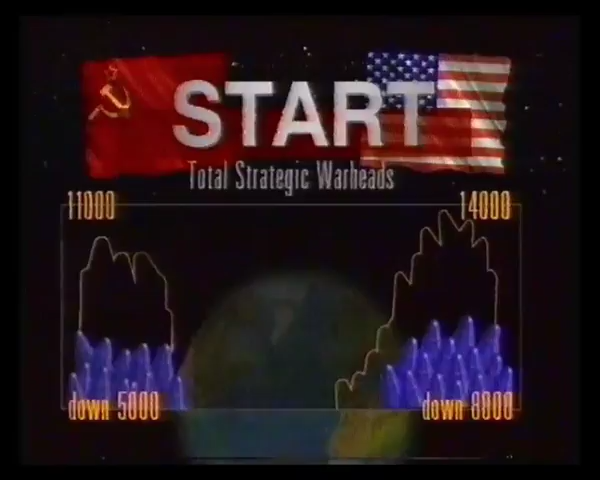 START
Total Strategic Warheads
11000
14000
down 5000
down 8000